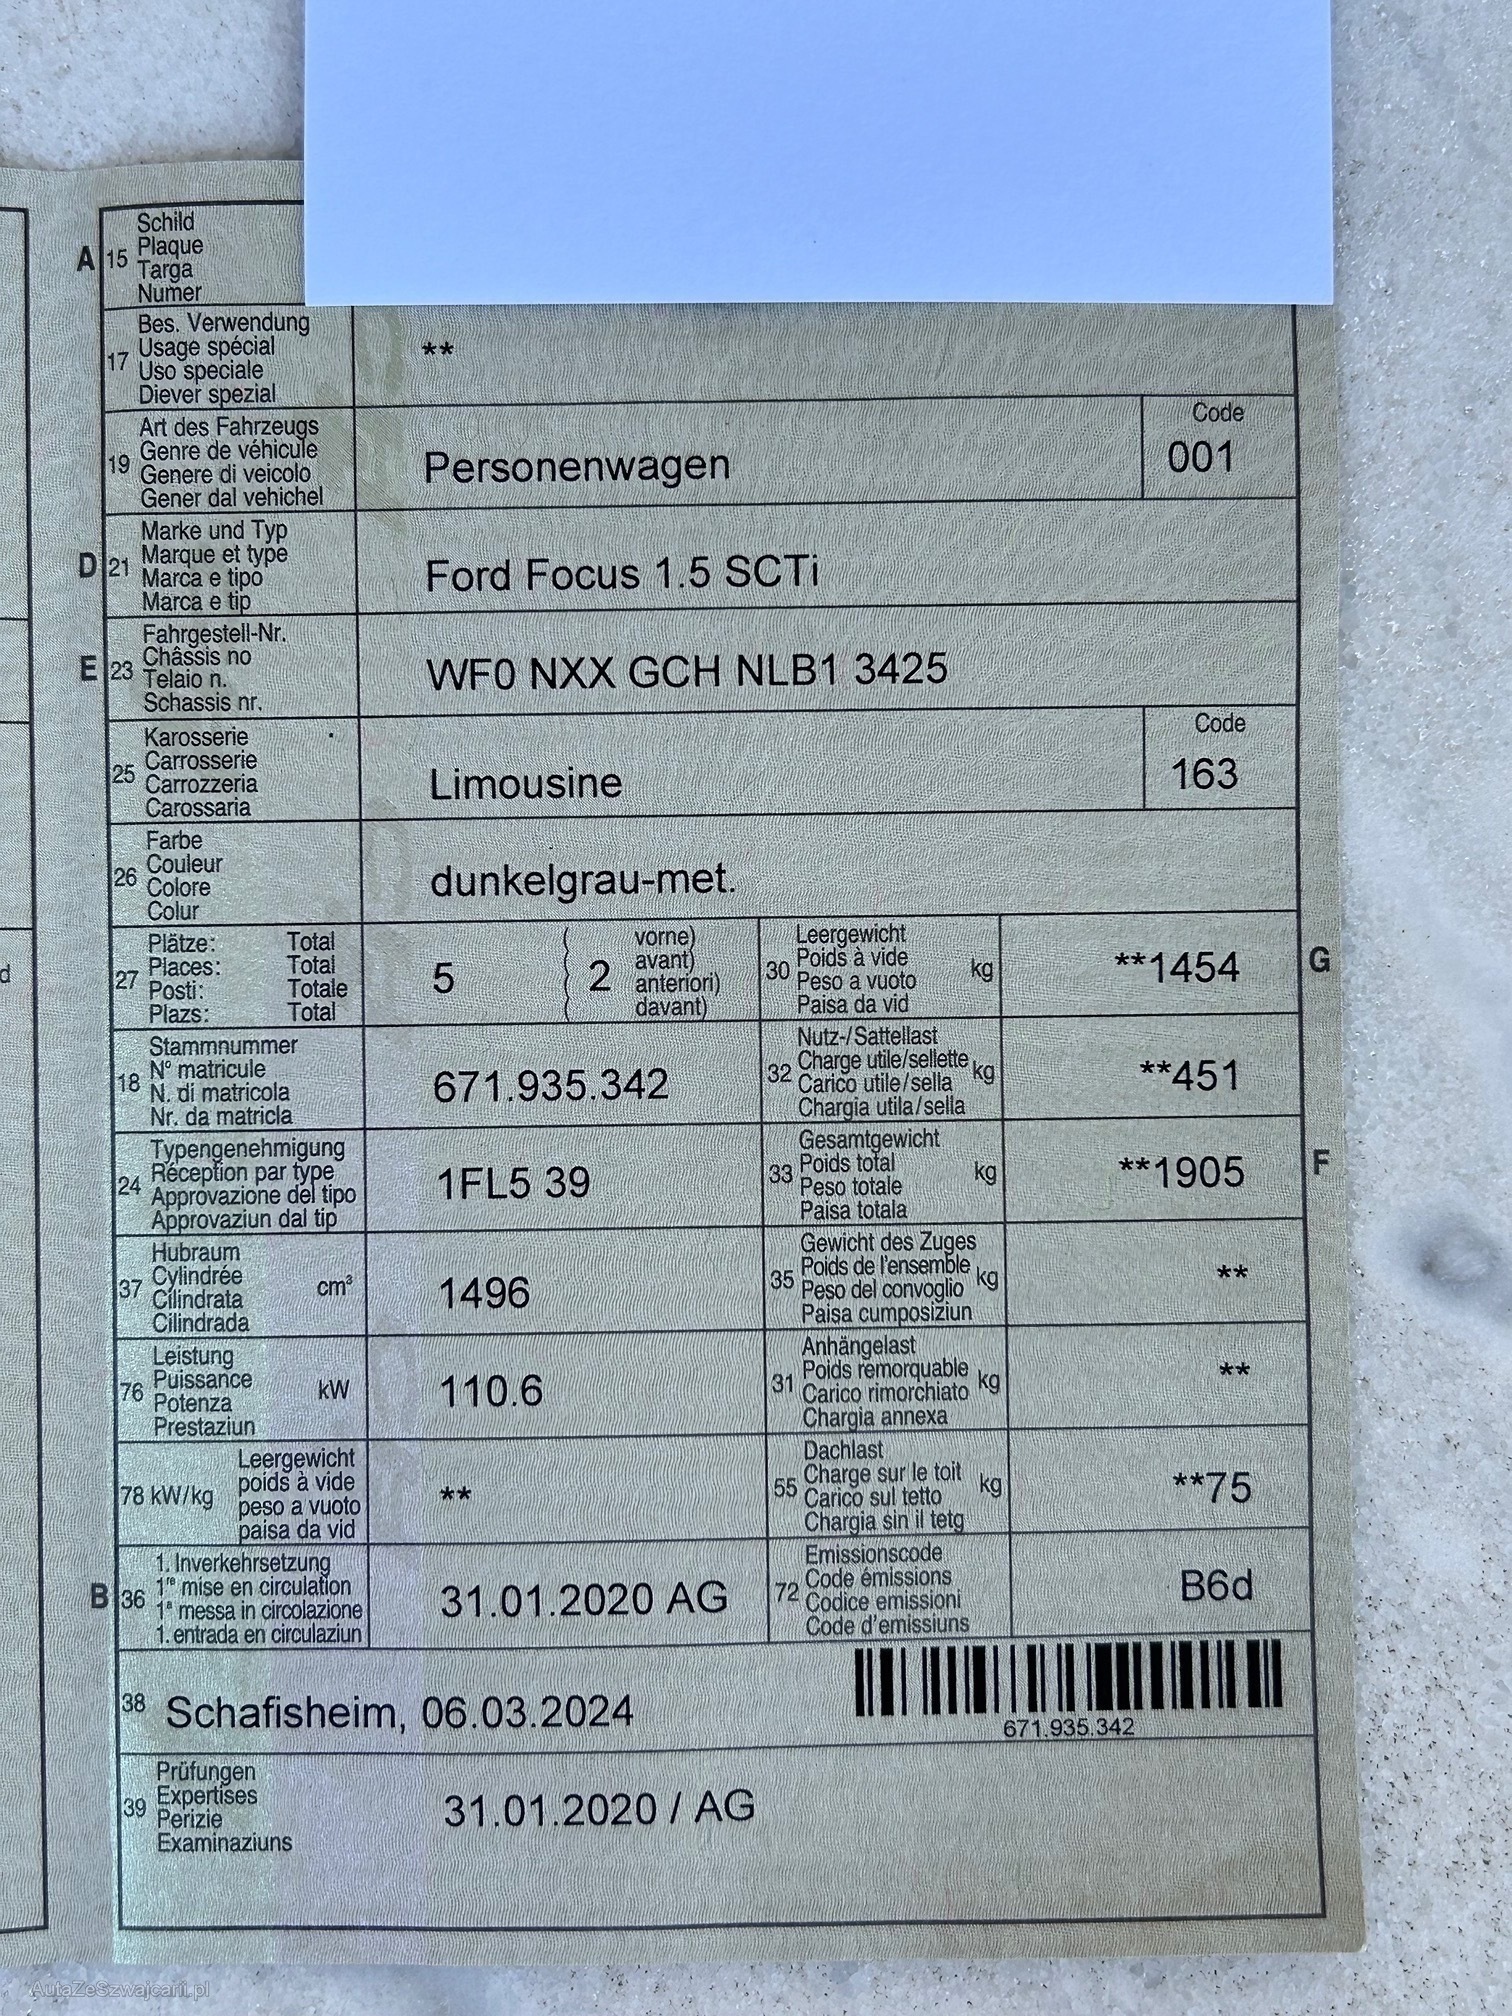 A 15 Schild
Plaque
Targa
Numer
17 Bes. Verwendung
Usage spécial
Uso speciale
Diever spezial
**
19 Art des Fahrzeugs
Genre de véhicule
Genere di veicolo
Gener dal vehichel
Personenwagen
Code
001
D 21 Marke und Typ
Marque et type
Marca e tipo
Marca e tip
Ford Focus 1.5 SCTi
E 23 Fahrgestell-Nr.
Châssis no
Telaio n.
Schassis nr.
WF0 NXX GCH NLB1 3425
25 Karosserie
Carrosserie
Carrozzeria
Carossaria
Limousine
Code
163
26 Farbe
Couleur
Colore
Colur
dunkelgrau-met.
27 Plätze: Total
Places: Total
Posti: Totale
Plazs: Total
5
( 2 vorne)
avant)
anteriori)
davant)
30 Leergewicht
Poids à vide
Peso a vuoto
Paisa da vid
kg
**1454
G
18 Stammnummer
N° matricule
N. di matricola
Nr. da matricla
671.935.342
32 Nutz-/Sattellast
Charge utile/sellette
Carico utile/sella
Chargia utila/sella
kg
**451
24 Typengenehmigung
Réception par type
Approvazione del tipo
Approvaziun dal tip
1FL5 39
33 Gesamtgewicht
Poids total
Peso totale
Paisa totala
kg
**1905
F
37 Hubraum
Cylindrée
Cilindrata
Cilindrada
cm³
1496
35 Gewicht des Zuges
Poids de l'ensemble
Peso del convoglio
Paisa cumposiziun
kg
**
76 Leistung
Puissance
Potenza
Prestaziun
kW
110.6
31 Anhängelast
Poids remorquable
Carico rimorchiato
Chargia annexa
kg
**
78 kW/kg
Leergewicht
poids à vide
peso a vuoto
paisa da vid
**
55 Dachlast
Charge sur le toit
Carico sul tetto
Chargia sin il tetg
kg
**75
B 36 1. Inverkehrsetzung
1re mise en circulation
1a messa in circolazione
1. entrada en circulaziun
31.01.2020 AG
72 Emissionscode
Code émissions
Codice emissioni
Code d'emissiuns
B6d
38 Schafisheim, 06.03.2024
671.935.342
39 Prüfungen
Expertises
Perizie
Examinaziuns
31.01.2020 / AG
d
AutaZeSzwajcarii.pl